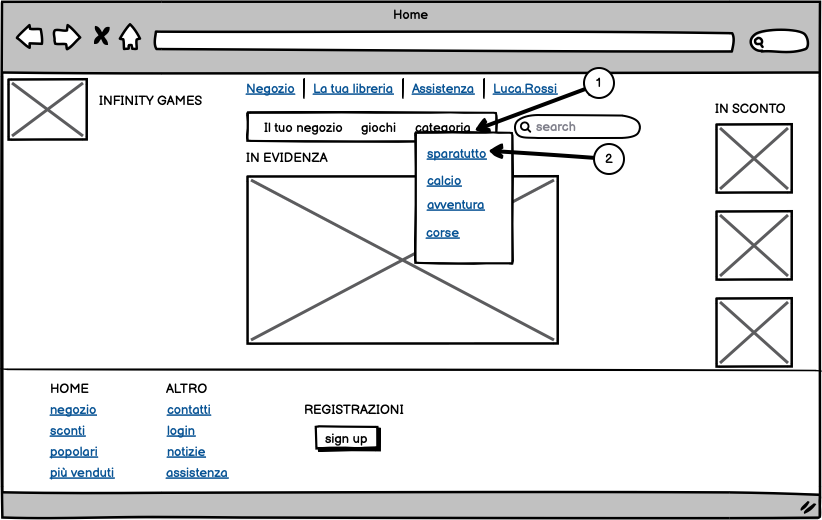 Home
INFINITY GAMES
Negozio
La tua libreria
Assistenza
Luca.Rossi
1
Il tuo negozio
giochi
categoria
search
sparatutto
2
calcio
avventura
corse
IN EVIDENZA
IN SCONTO
HOME
negozio
sconti
popolari
più venduti
ALTRO
contatti
login
notizie
assistenza
REGISTRAZIONI
sign up